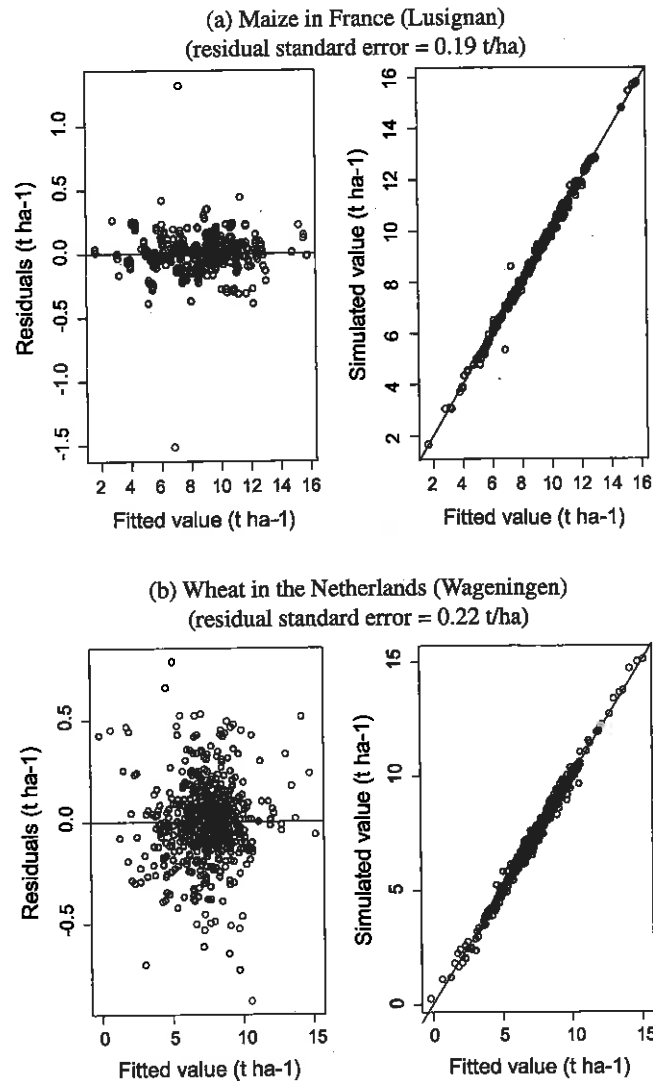 (a) Maize in France (Lusignan)
(residual standard error = 0.19 t/ha)
Residuals (t ha-1)
1.0
0.5
0.0
-0.5
-1.0
-1.5
2 4 6 8 10 12 14 16
Fitted value (t ha-1)
Simulated value (t ha-1)
16
14
12
10
8
6
4
2
2 4 6 8 10 12 14 16
Fitted value (t ha-1)
(b) Wheat in the Netherlands (Wageningen)
(residual standard error = 0.22 t/ha)
Residuals (t ha-1)
0.5
0.0
-0.5
0 5 10 15
Fitted value (t ha-1)
Simulated value (t ha-1)
15
10
5
0
0 5 10 15
Fitted value (t ha-1)